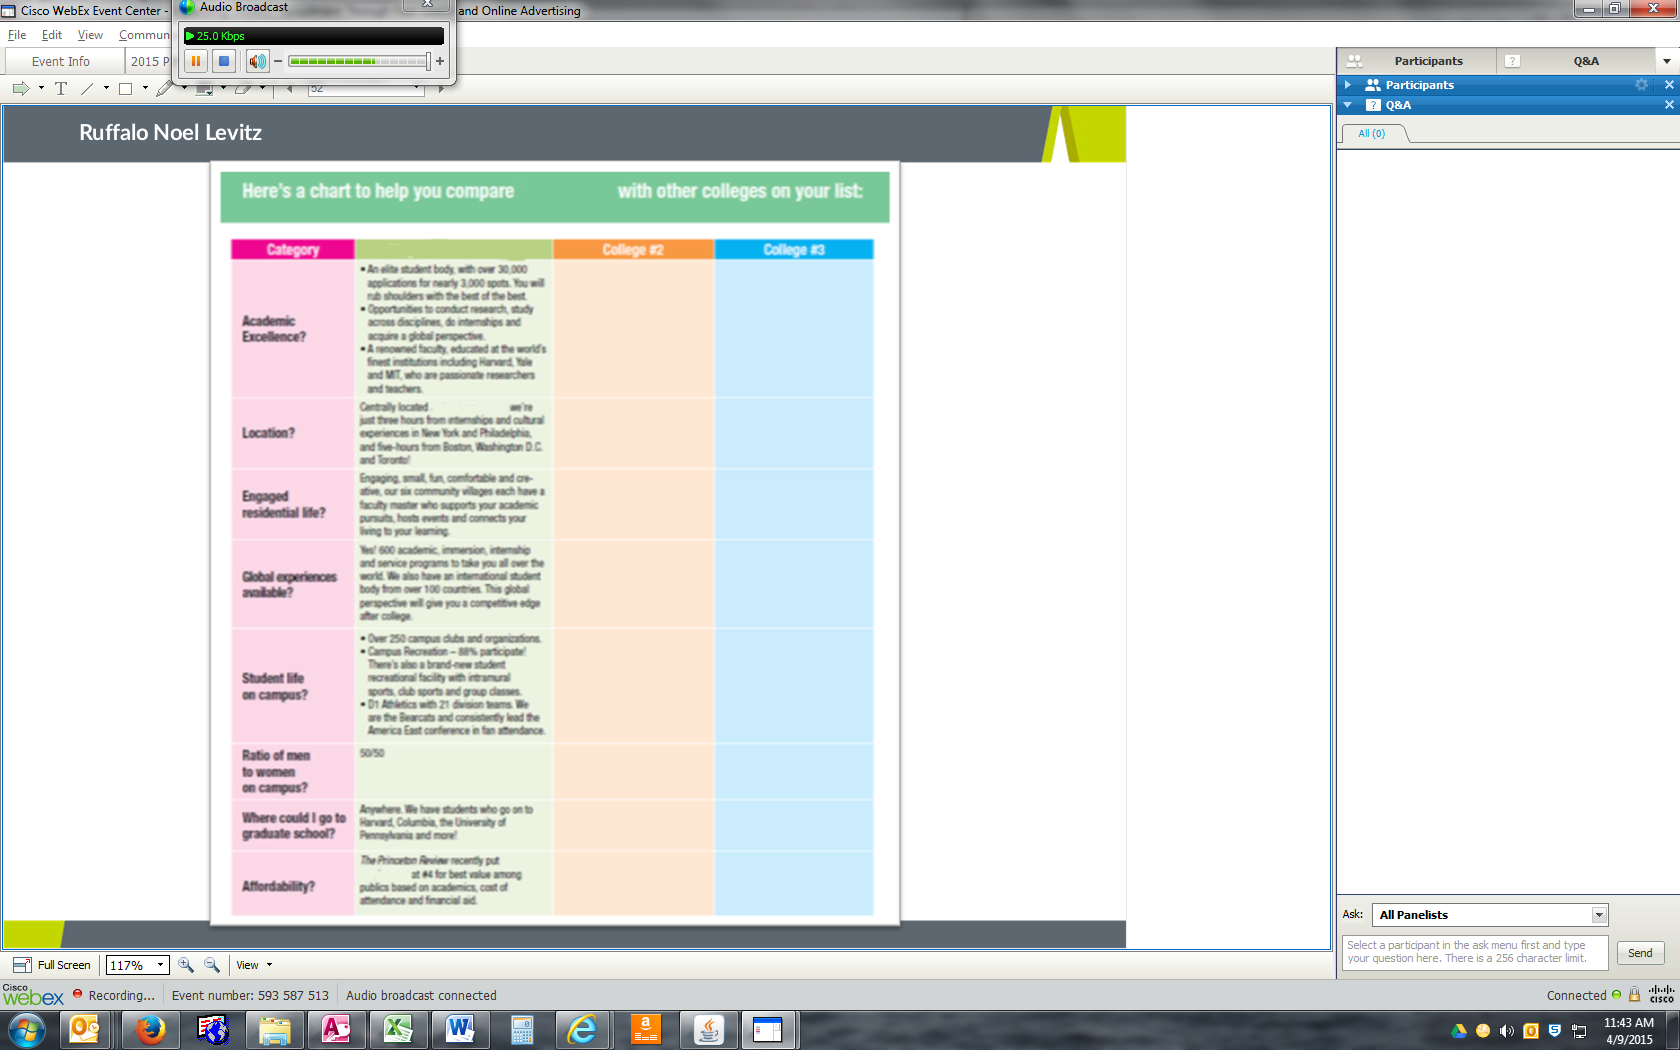 Cisco WebEx Event Center -
and Online Advertising
Audio Broadcast
25.0 Kbps
File Edit View Commun
Event Info
2015 P
52
Participants
Q&A
Participants
Q&A
All (0)
Ruffalo Noel Levitz
Here's a chart to help you compare with other colleges on your list:
Category College #2 College #3
Academic
Excellence?
• An elite student body, with over 30,000
applications for nearly 3,000 spots. You will
rub shoulders with the best of the best.
• Opportunities to conduct research, study
across disciplines, do internships and
acquire a global perspective.
• A renowned faculty, educated at the world's
finest institutions including Harvard, Yale
and MIT, who are passionate researchers
and teachers.
Location?
Centrally located we're
just three hours from internships and cultural
experiences in New York and Philadelphia,
and five-hours from Boston, Washington D.C.
and Toronto!
Engaged
residential life?
Engaging, small, fun, comfortable and cre-
ative, our six community villages each have a
faculty master who supports your academic
pursuits, hosts events and connects your
living to your learning.
Global experiences
available?
Yes! 600 academic, immersion, internship
and service programs to take you all over the
world. We also have an international student
body from over 100 countries. This global
perspective will give you a competitive edge
after college.
Student life
on campus?
• Over 250 campus clubs and organizations.
• Campus Recreation – 88% participate!
There's also a brand-new student
recreational facility with intramural
sports, club sports and group classes.
• D1 Athletics with 21 division teams. We
are the Bearcats and consistently lead the
America East conference in fan attendance.
Ratio of men
to women
on campus?
50/50
Where could I go to
graduate school?
Anywhere. We have students who go on to
Harvard, Columbia, the University of
Pennsylvania and more!
Affordability?
The Princeton Review recently put
at #4 for best value among
publics based on academics, cost of
attendance and financial aid.
Ask: All Panelists
Select a participant in the ask menu first and type
your question here. There is a 256 character limit.
Send
Full Screen 117% View
Cisco webex Recording... Event number: 593 587 513 Audio broadcast connected
Connected
cisco
11:43 AM
4/9/2015